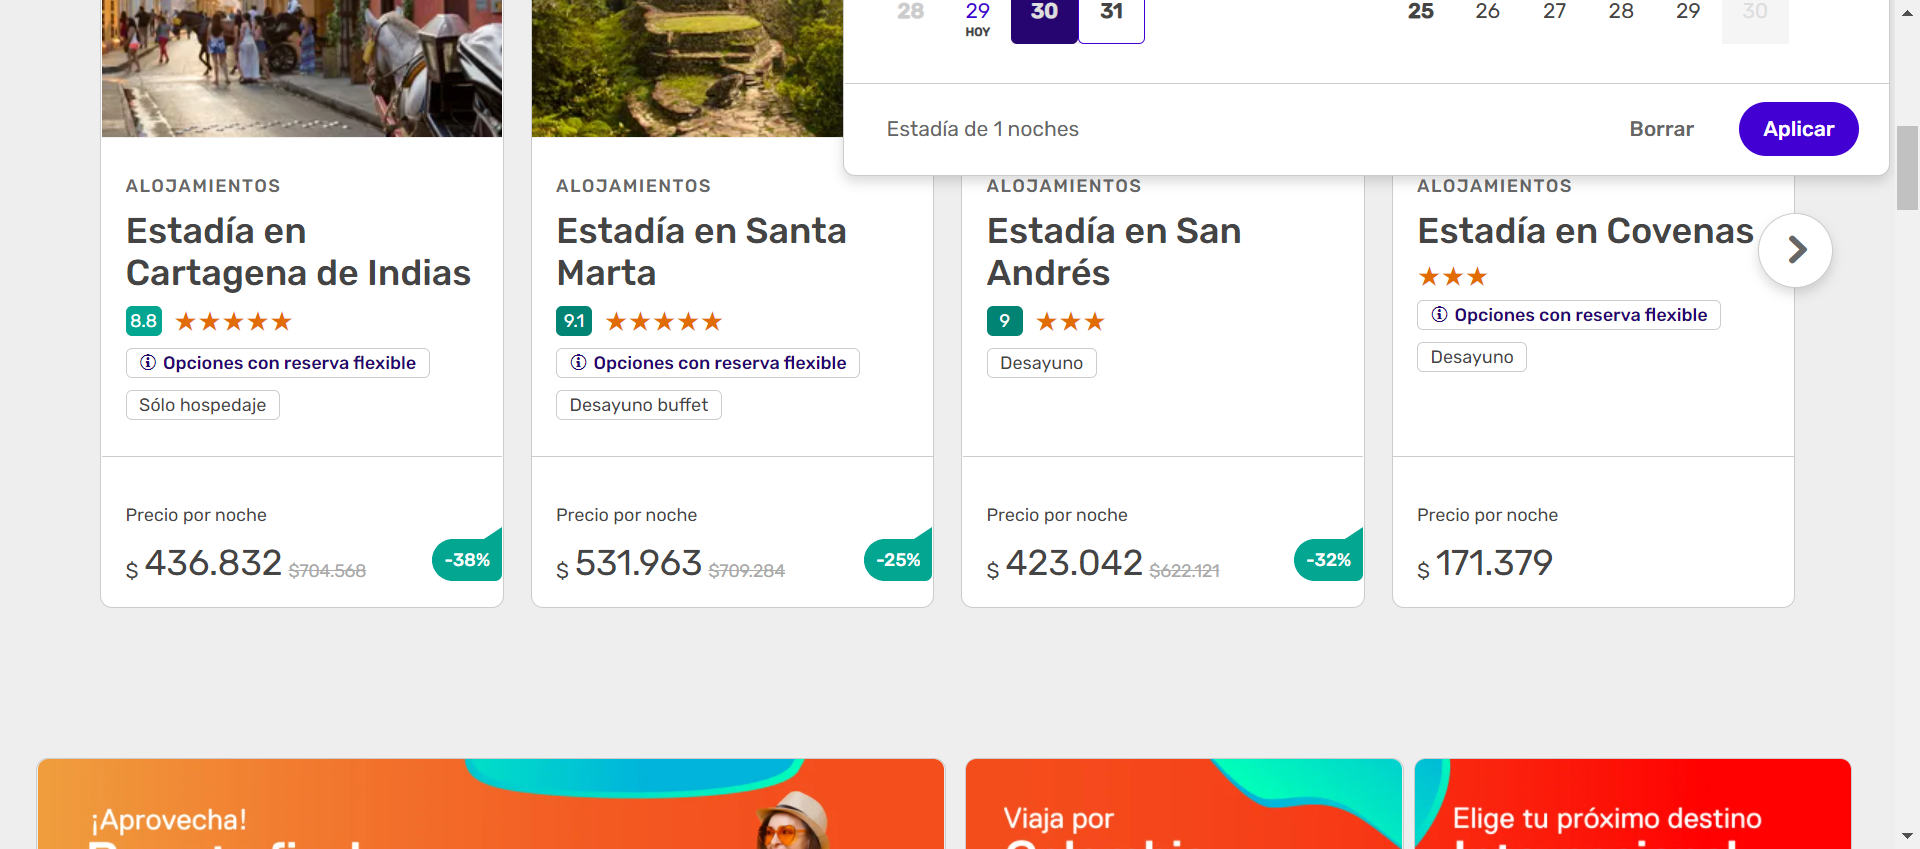 28 29 30 31 25 26 27 28 29 30
HOY
Estadía de 1 noches Borrar Aplicar
ALOJAMIENTOS
Estadía en
Cartagena de Indias
8.8
Opciones con reserva flexible
Sólo hospedaje
Precio por noche
$ 436.832 $704.568 -38%
ALOJAMIENTOS
Estadía en Santa
Marta
9.1
Opciones con reserva flexible
Desayuno buffet
Precio por noche
$ 531.963 $709.284 -25%
ALOJAMIENTOS
Estadía en San
Andrés
9
Desayuno
Precio por noche
$ 423.042 $622.121 -32%
ALOJAMIENTOS
Estadía en Covenas
Opciones con reserva flexible
Desayuno
Precio por noche
$ 171.379
¡Aprovecha!
Viaja por
Elige tu próximo destino